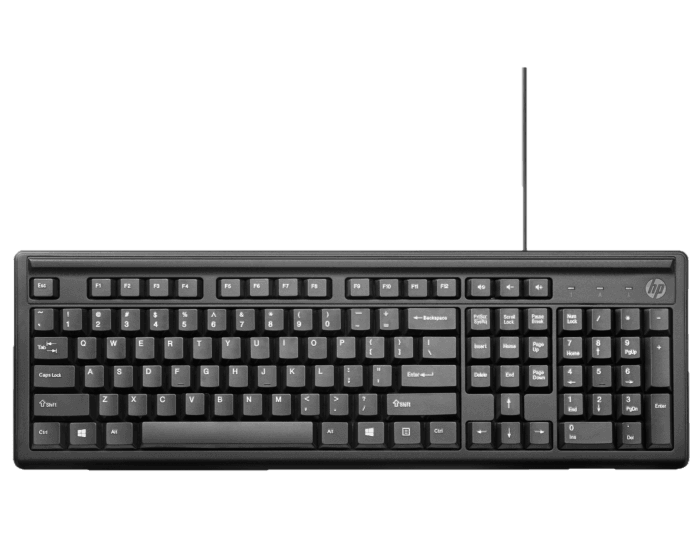 Esc F1 F2 F3 F4 F5 F6 F7 F8 F9 F10 F11 F12 hp
~ ` ! 1 @ 2 # 3 $ 4 % 5 ^ 6 & 7 * 8 ( 9 ) 0 Backspace PrtScr SysRq Scroll Lock Pause Break Num Lock / * -
Tab Q W E R T Y U I O P { [ } ] | \ Insert Home Page Up 7 Home 8 9 PgUp +
Caps Lock A S D F G H J K L : ; " ' Enter Delete End Page Down 4 5 6
Shift Z X C V B N M < , > . ? / Shift 1 End 2 3 PgDn Enter
Ctrl Alt Alt Ctrl 0 Ins . Del